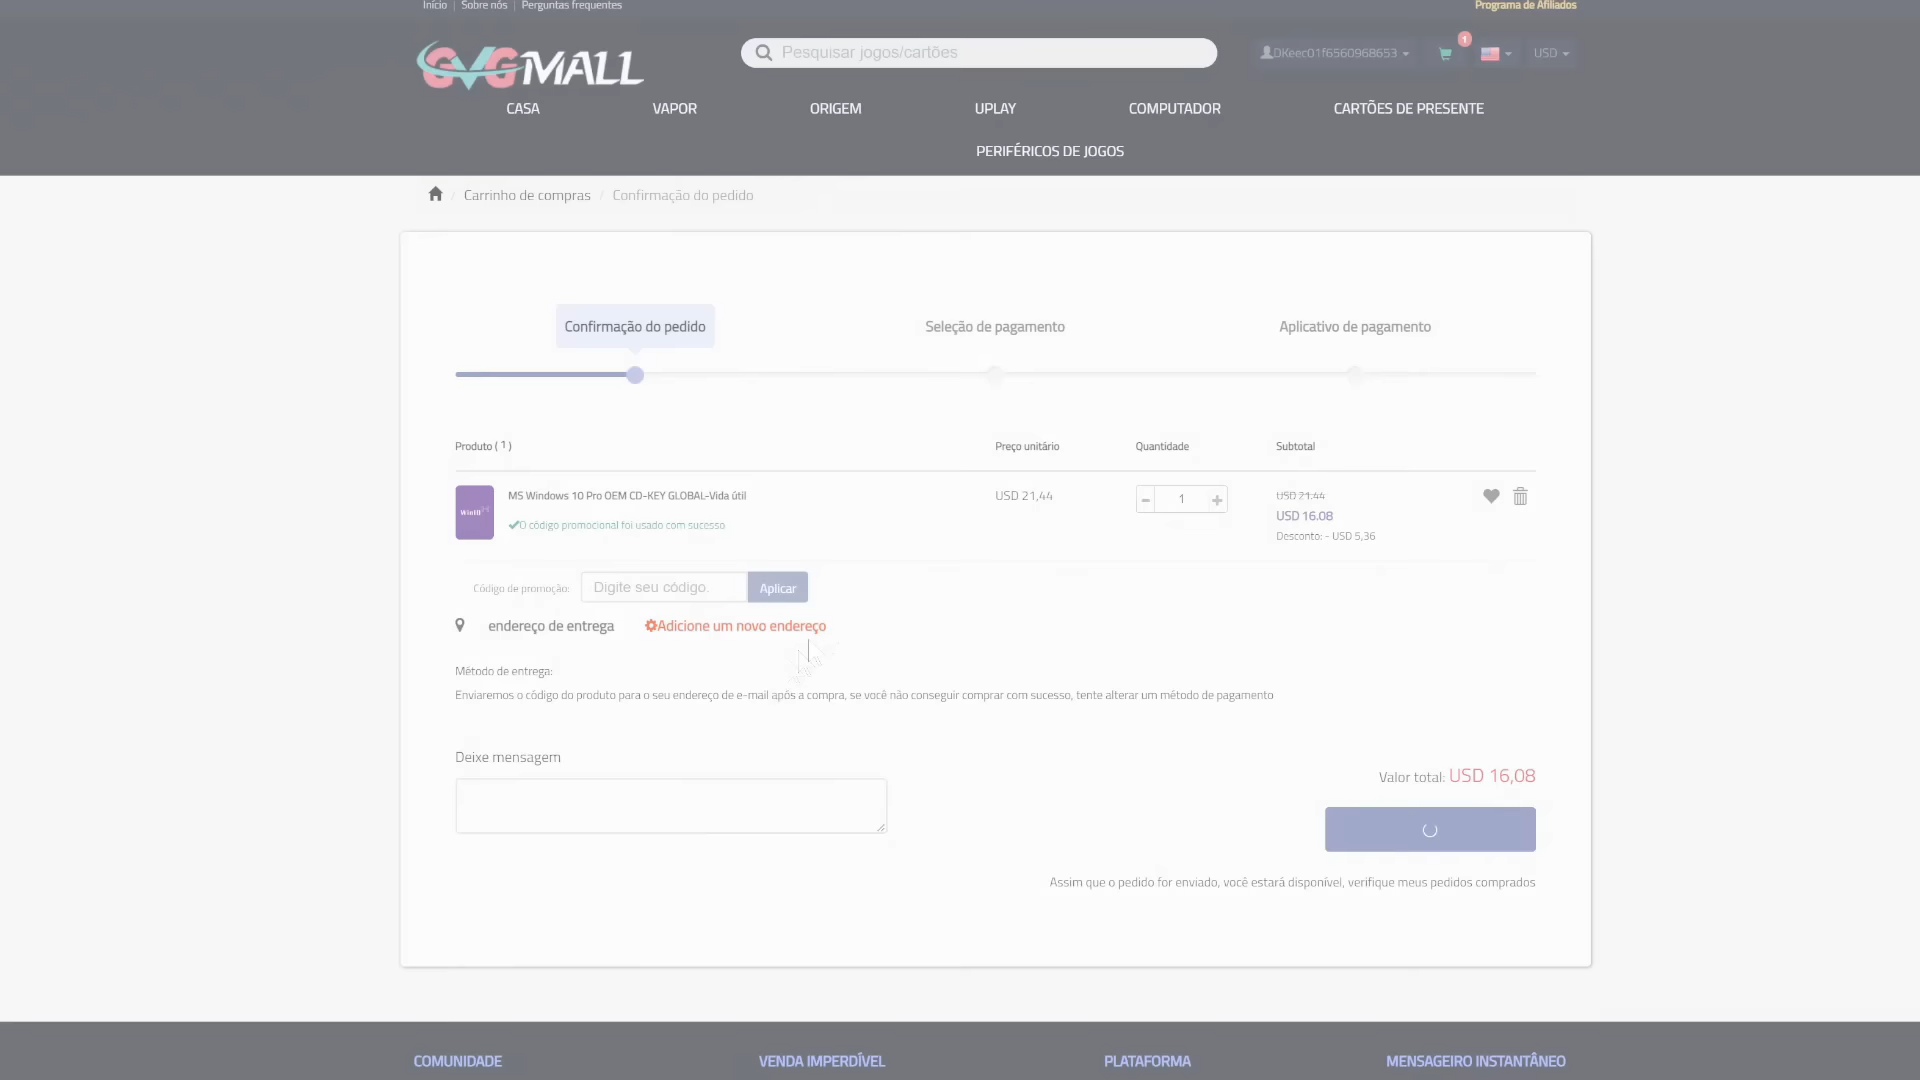 Início | Sobre nós | Perguntas frequentes
Programa de Afiliados
GVGMALL
Pesquisar jogos/cartões
DKeec01f6560968653
1
USD
CASA
VAPOR
ORIGEM
UPLAY
COMPUTADOR
CARTÕES DE PRESENTE
PERIFÉRICOS DE JOGOS
/ Carrinho de compras / Confirmação do pedido
Confirmação do pedido
Seleção de pagamento
Aplicativo de pagamento
Produto ( 1 )
Preço unitário
Quantidade
Subtotal
Win10
MS Windows 10 Pro OEM CD-KEY GLOBAL-Vida útil
O código promocional foi usado com sucesso
USD 21,44
1
USD 21.44
USD 16.08
Desconto: - USD 5,36
Código de promoção:
Digite seu código.
Aplicar
endereço de entrega
Adicione um novo endereço
Método de entrega:
Enviaremos o código do produto para o seu endereço de e-mail após a compra, se você não conseguir comprar com sucesso, tente alterar um método de pagamento
Deixe mensagem
Valor total: USD 16,08
Assim que o pedido for enviado, você estará disponível, verifique meus pedidos comprados
COMUNIDADE
VENDA IMPERDÍVEL
PLATAFORMA
MENSAGEIRO INSTANTÂNEO